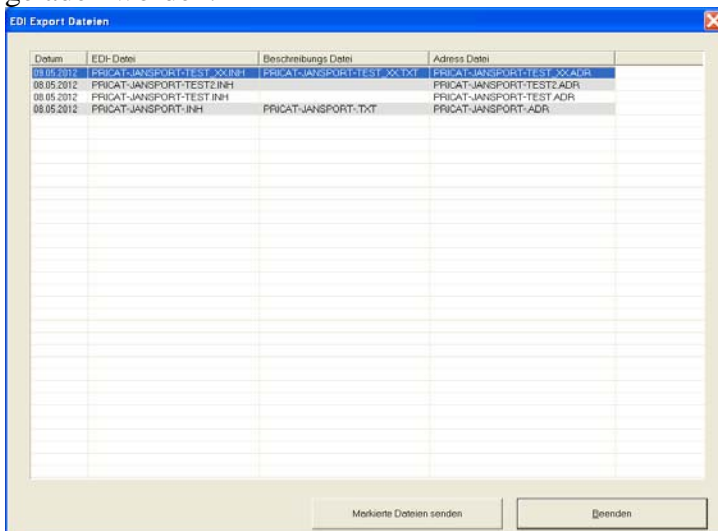 geladen werden.
EDI Export Dateien
Datum EDI-Datei Beschreibungs Datei Adress Datei
09.05.2012 PRICAT-JANSPORT-TEST_XX.INH PRICAT-JANSPORT-TEST_XX.TXT PRICAT-JANSPORT-TEST_XX.ADR
08.05.2012 PRICAT-JANSPORT-TEST2.INH PRICAT-JANSPORT-TEST2.ADR
08.05.2012 PRICAT-JANSPORT-TEST.INH PRICAT-JANSPORT-TEST.ADR
08.05.2012 PRICAT-JANSPORT-.INH PRICAT-JANSPORT-.TXT PRICAT-JANSPORT-.ADR
Markierte Dateien senden Beenden